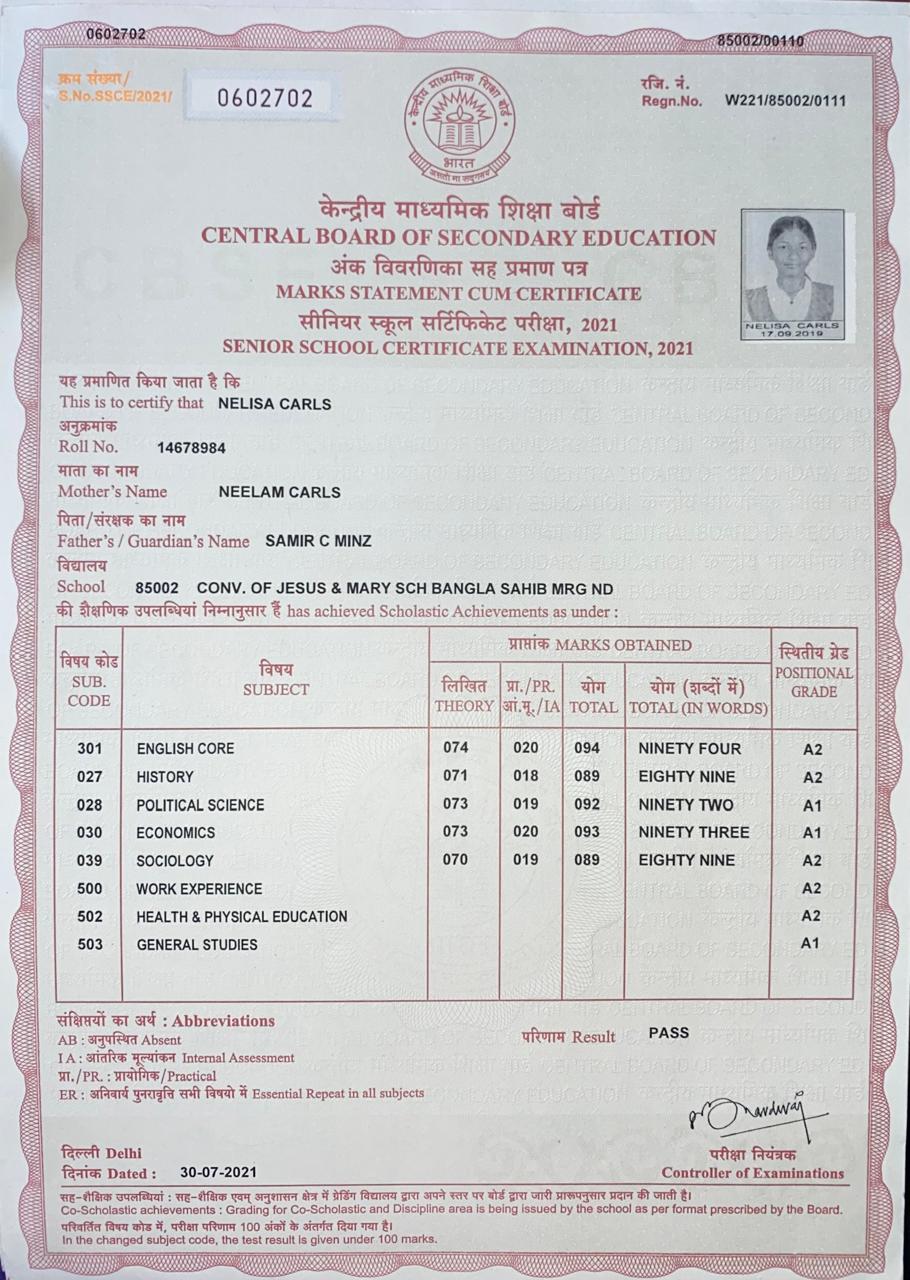 0602702
85002/00110
क्रम संख्या/
S.No.SSCE/2021/ 0602702
रजि. नं.
Regn.No. W221/85002/0111
केन्द्रीय माध्यमिक शिक्षा बोर्ड
भारत
असतो मा सद्गमय
केन्द्रीय माध्यमिक शिक्षा बोर्ड
CENTRAL BOARD OF SECONDARY EDUCATION
अंक विवरणिका सह प्रमाण पत्र
MARKS STATEMENT CUM CERTIFICATE
सीनियर स्कूल सर्टिफिकेट परीक्षा, 2021
SENIOR SCHOOL CERTIFICATE EXAMINATION, 2021
NELISA CARLS
17.09.2019
यह प्रमाणित किया जाता है कि
This is to certify that NELISA CARLS
अनुक्रमांक
Roll No. 14678984
माता का नाम
Mother's Name NEELAM CARLS
पिता/संरक्षक का नाम
Father's / Guardian's Name SAMIR C MINZ
विद्यालय
School 85002 CONV. OF JESUS & MARY SCH BANGLA SAHIB MRG ND
की शैक्षणिक उपलब्धियां निम्नानुसार हैं has achieved Scholastic Achievements as under :
विषय कोड
SUB.
CODE
विषय
SUBJECT
प्राप्तांक MARKS OBTAINED
लिखित
THEORY
प्रा./PR.
आं.मू./IA
योग
TOTAL
योग (शब्दों में)
TOTAL (IN WORDS)
स्थितीय ग्रेड
POSITIONAL
GRADE
301 ENGLISH CORE 074 020 094 NINETY FOUR A2
027 HISTORY 071 018 089 EIGHTY NINE A2
028 POLITICAL SCIENCE 073 019 092 NINETY TWO A1
030 ECONOMICS 073 020 093 NINETY THREE A1
039 SOCIOLOGY 070 019 089 EIGHTY NINE A2
500 WORK EXPERIENCE A2
502 HEALTH & PHYSICAL EDUCATION A2
503 GENERAL STUDIES A1
संक्षिप्तियों का अर्थ : Abbreviations
AB : अनुपस्थित Absent
I A : आंतरिक मूल्यांकन Internal Assessment
प्रा./PR. : प्रायोगिक/Practical
ER : अनिवार्य पुनरावृत्ति सभी विषयो में Essential Repeat in all subjects
परिणाम Result PASS
दिल्ली Delhi
दिनांक Dated : 30-07-2021
परीक्षा नियंत्रक
Controller of Examinations
सह-शैक्षिक उपलब्धियां : सह-शैक्षिक एवम् अनुशासन क्षेत्र में ग्रेडिंग विद्यालय द्वारा अपने स्तर पर बोर्ड द्वारा जारी प्रारूपनुसार प्रदान की जाती है।
Co-Scholastic achievements : Grading for Co-Scholastic and Discipline area is being issued by the school as per format prescribed by the Board.
परिवर्तित विषय कोड में, परीक्षा परिणाम 100 अंकों के अंतर्गत दिया गया है।
In the changed subject code, the test result is given under 100 marks.